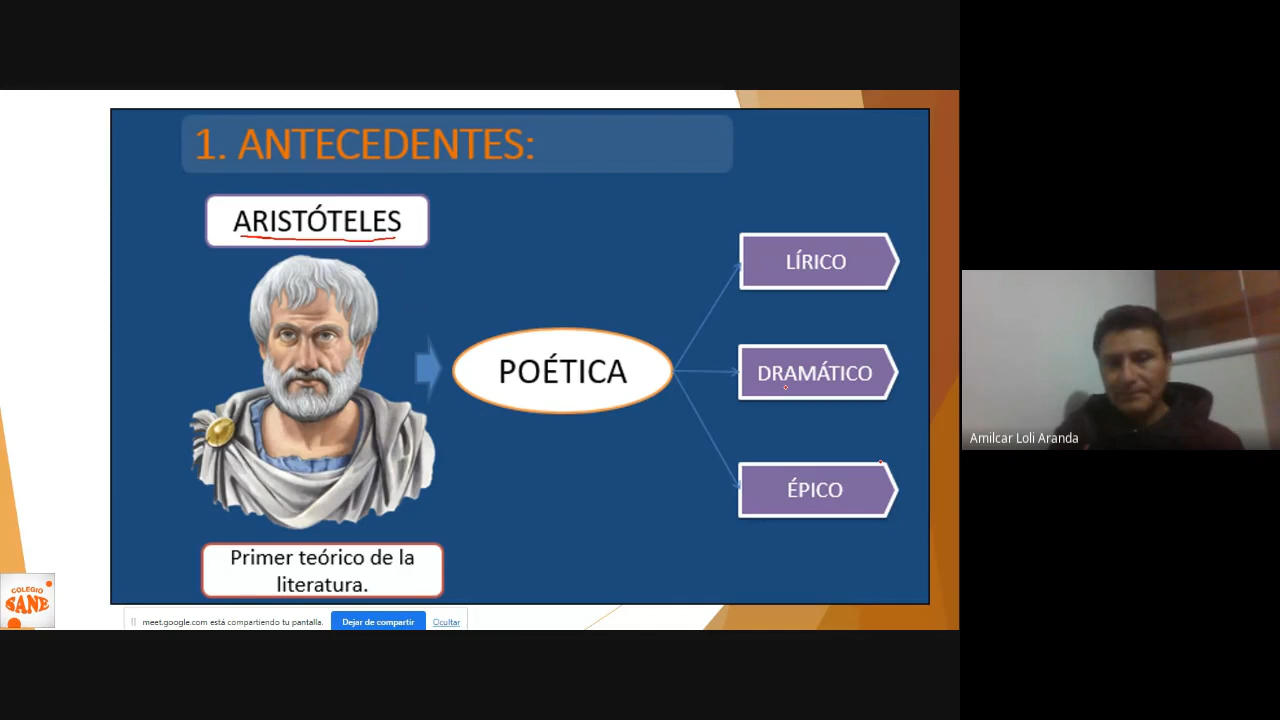 1. ANTECEDENTES:
ARISTÓTELES
LÍRICO
POÉTICA
DRAMÁTICO
ÉPICO
Primer teórico de la
literatura.
COLEGIO
SANE
meet.google.com está compartiendo tu pantalla.
Dejar de compartir
Ocultar
Amilcar Loli Aranda